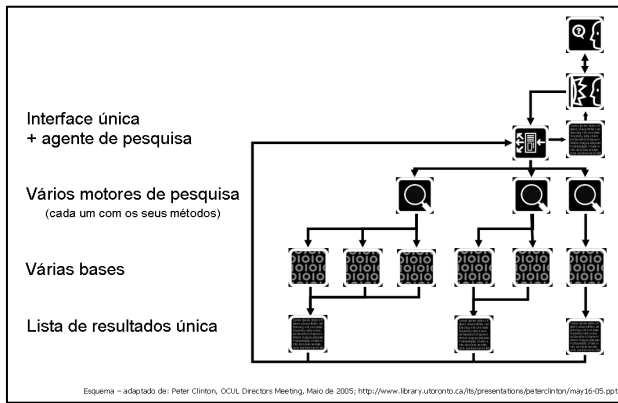 Interface única
+ agente de pesquisa
Vários motores de pesquisa
(cada um com os seus métodos)
Várias bases
Lista de resultados única
Esquema – adaptado de: Peter Clinton, OCUL Directors Meeting, Maio de 2005; http://www.library.utoronto.ca/its/presentations/peterclinton/may16-05.ppt